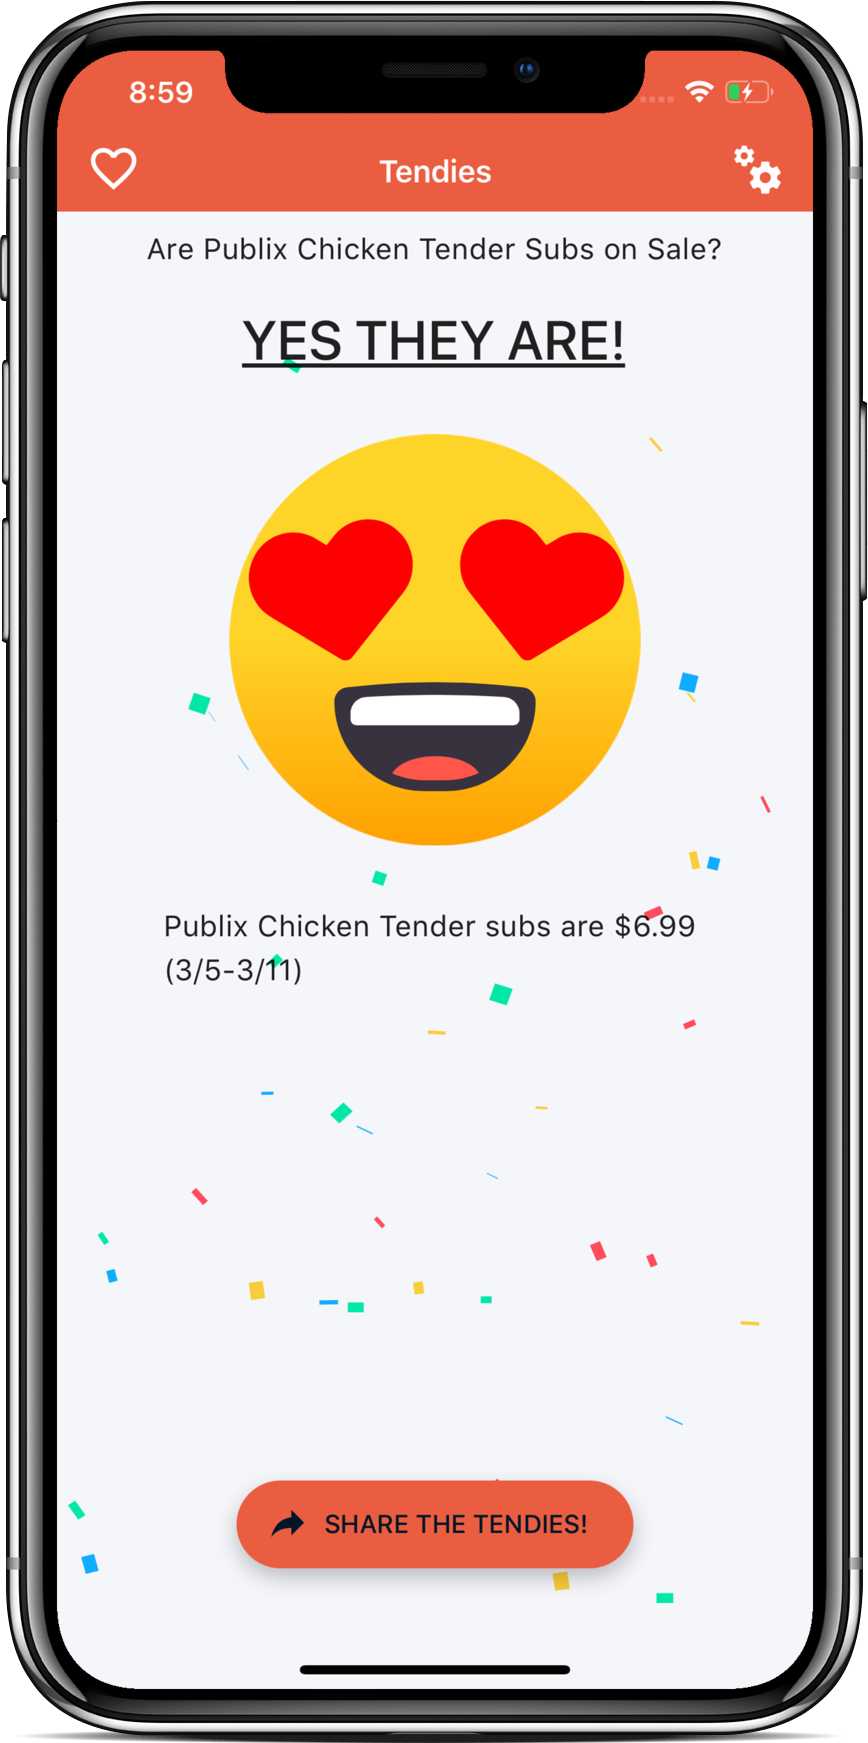 8:59
Tendies
Are Publix Chicken Tender Subs on Sale?
YES THEY ARE!
Publix Chicken Tender subs are $6.99
(3/5-3/11)
SHARE THE TENDIES!